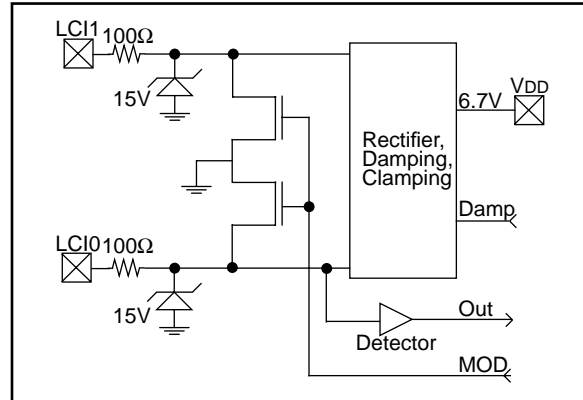 LCI1
100Ω
15V
VDD
6.7V
Rectifier,
Damping,
Clamping
Damp
LCI0
100Ω
15V
Out
Detector
MOD